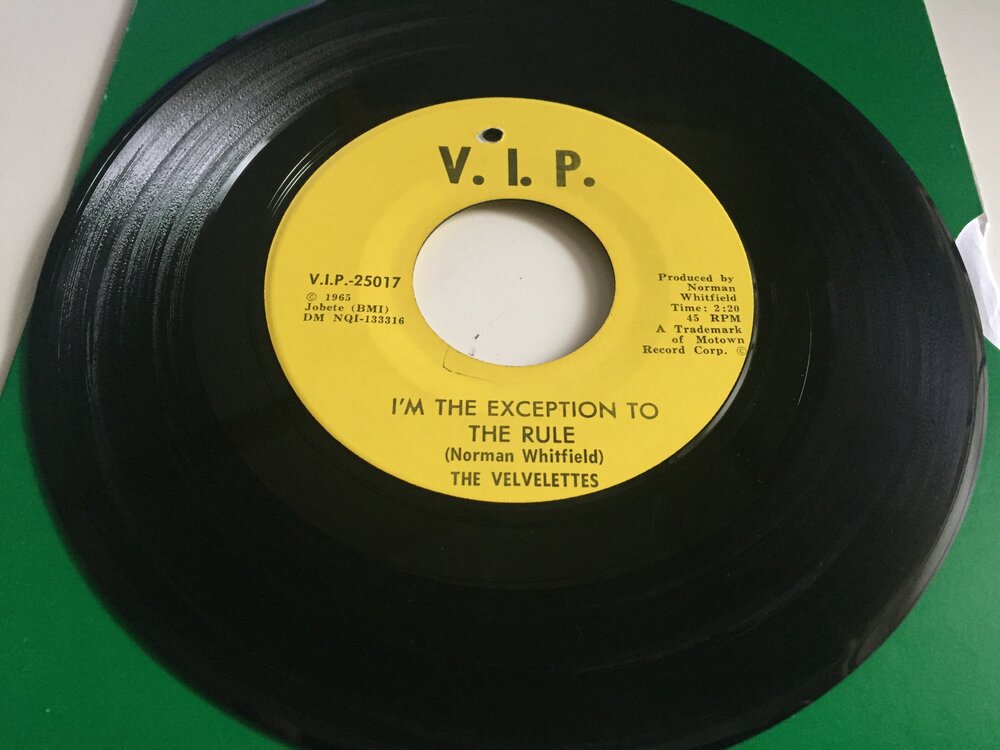 V. I. P.
V.I.P.-25017
© 1965
Jobete (BMI)
DM NQI-133316
Produced by
Norman
Whitfield
Time: 2:20
45 RPM
A Trademark
of Motown
Record Corp. ©
I'M THE EXCEPTION TO
THE RULE
(Norman Whitfield)
THE VELVELETTES